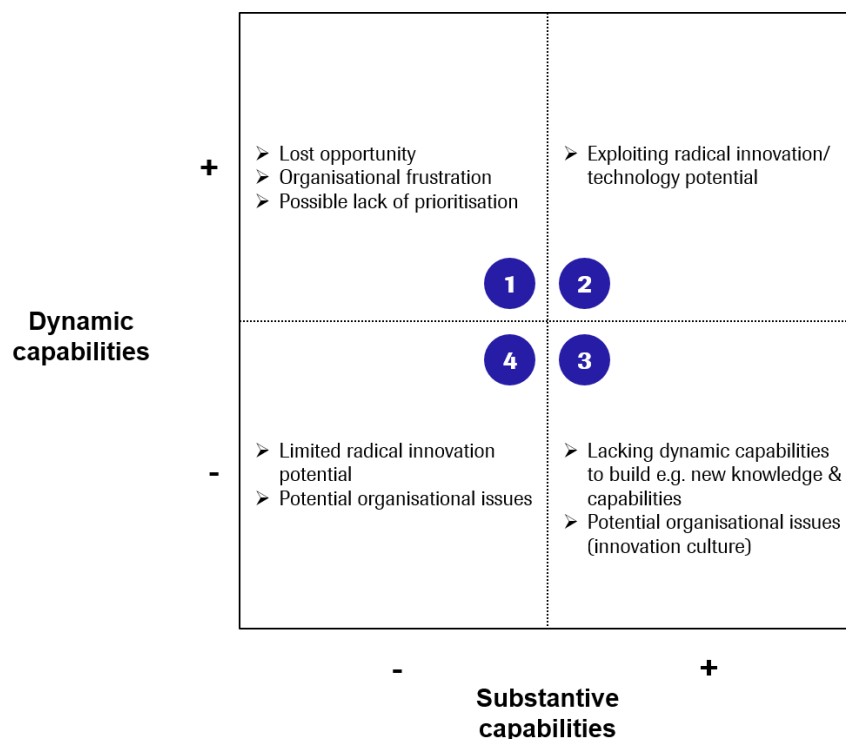 +
➢ Lost opportunity
➢ Organisational frustration
➢ Possible lack of prioritisation
➢ Exploiting radical innovation/
technology potential
1
2
Dynamic
capabilities
4
3
-
➢ Limited radical innovation
potential
➢ Potential organisational issues
➢ Lacking dynamic capabilities
to build e.g. new knowledge &
capabilities
➢ Potential organisational issues
(innovation culture)
-
+
Substantive
capabilities